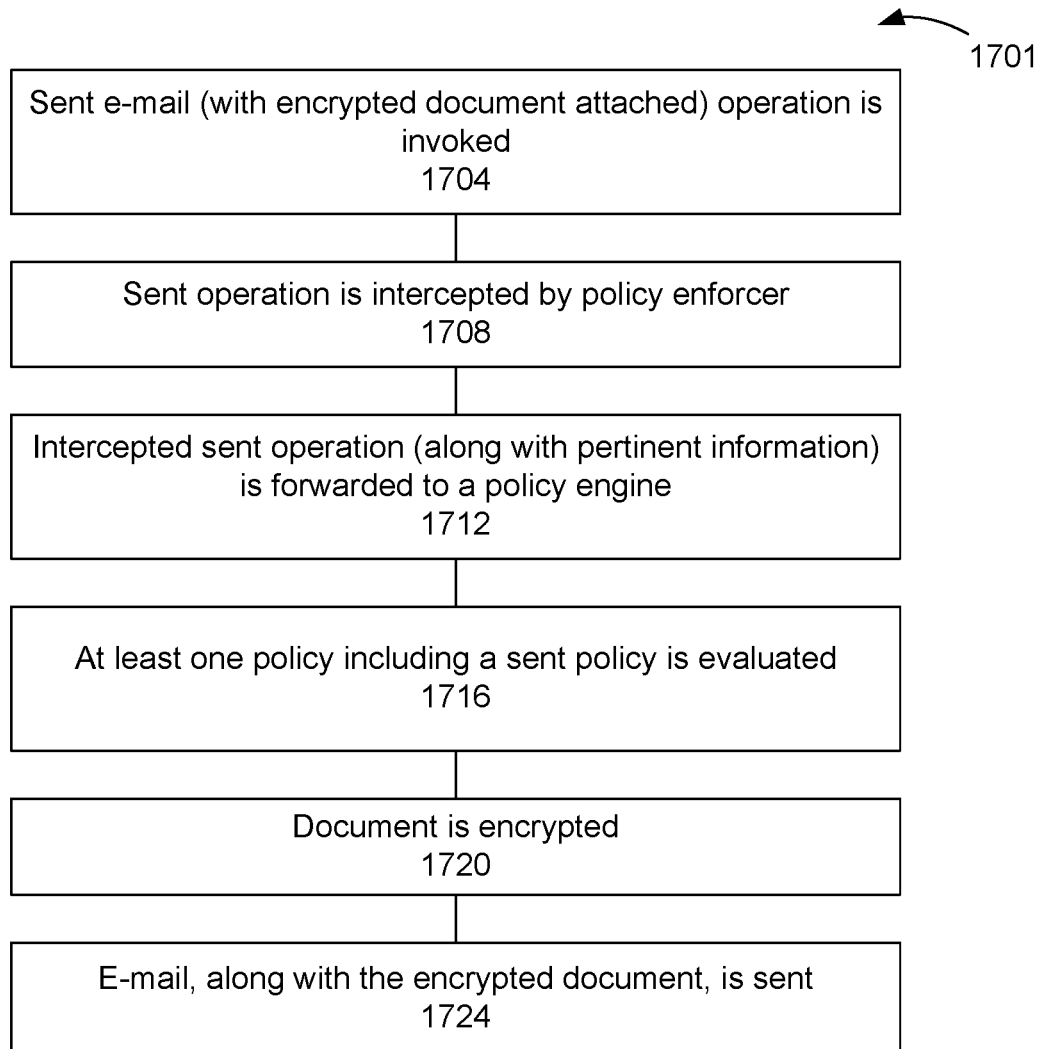 1701
Sent e-mail (with encrypted document attached) operation is
invoked
1704
Sent operation is intercepted by policy enforcer
1708
Intercepted sent operation (along with pertinent information)
is forwarded to a policy engine
1712
At least one policy including a sent policy is evaluated
1716
Document is encrypted
1720
E-mail, along with the encrypted document, is sent
1724